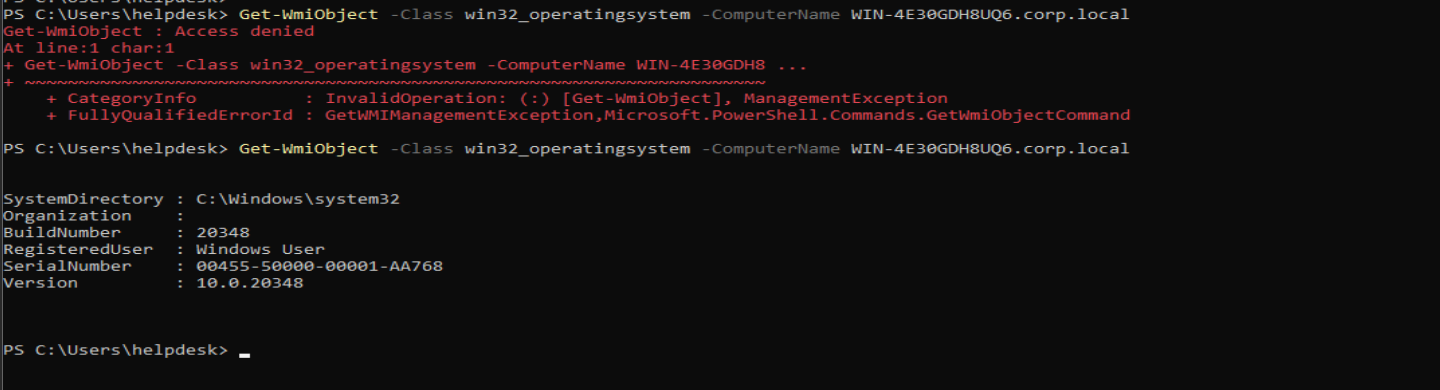 PS C:\Users\helpdesk> Get-WmiObject -Class win32_operatingsystem -ComputerName WIN-4E30GDH8UQ6.corp.local
Get-WmiObject : Access denied
At line:1 char:1
+ Get-WmiObject -Class win32_operatingsystem -ComputerName WIN-4E30GDH8 ...
+ ~~~~~~~~~~~~~~~~~~~~~~~~~~~~~~~~~~~~~~~~~~~~~~~~~~~~~~~~~~~~~~~~~~~~~
    + CategoryInfo          : InvalidOperation: (:) [Get-WmiObject], ManagementException
    + FullyQualifiedErrorId : GetWMIManagementException,Microsoft.PowerShell.Commands.GetWmiObjectCommand
PS C:\Users\helpdesk> Get-WmiObject -Class win32_operatingsystem -ComputerName WIN-4E30GDH8UQ6.corp.local
SystemDirectory : C:\Windows\system32
Organization    :
BuildNumber     : 20348
RegisteredUser  : Windows User
SerialNumber    : 00455-50000-00001-AA768
Version         : 10.0.20348
PS C:\Users\helpdesk>